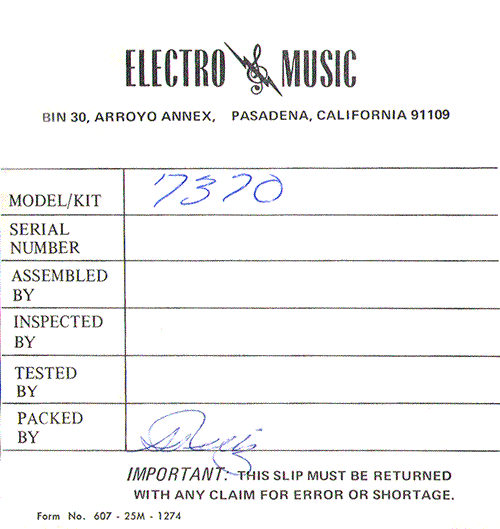 ELECTRO MUSIC
BIN 30, ARROYO ANNEX, PASADENA, CALIFORNIA 91109
MODEL/KIT 7370
SERIAL
NUMBER
ASSEMBLED
BY
INSPECTED
BY
TESTED
BY
PACKED
BY
IMPORTANT: THIS SLIP MUST BE RETURNED
WITH ANY CLAIM FOR ERROR OR SHORTAGE.
Form No. 607 - 25M - 1274